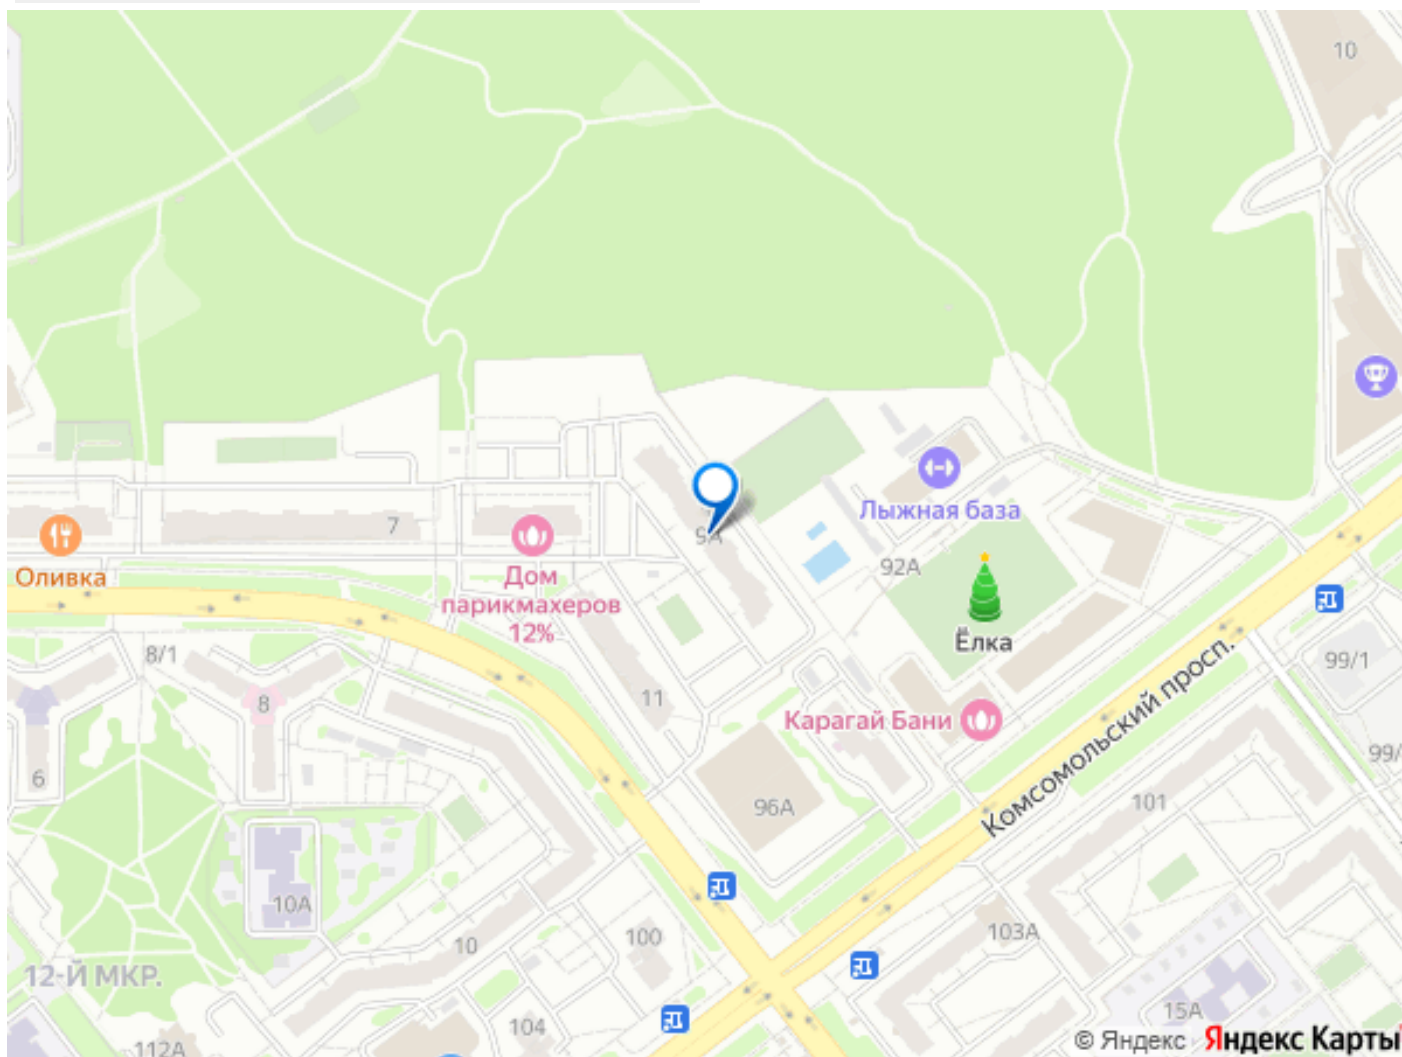 10
Лыжная база
7
9А
Оливка
Дом
парикмахеров
12%
92А
Ёлка
8/1
99/1
11
8
Карагай Бани
Комсомольский просп.
6
99/
96А
101
10А
100
103А
10
12-Й МКР.
15А
104
112А
© Яндекс Яндекс Карты